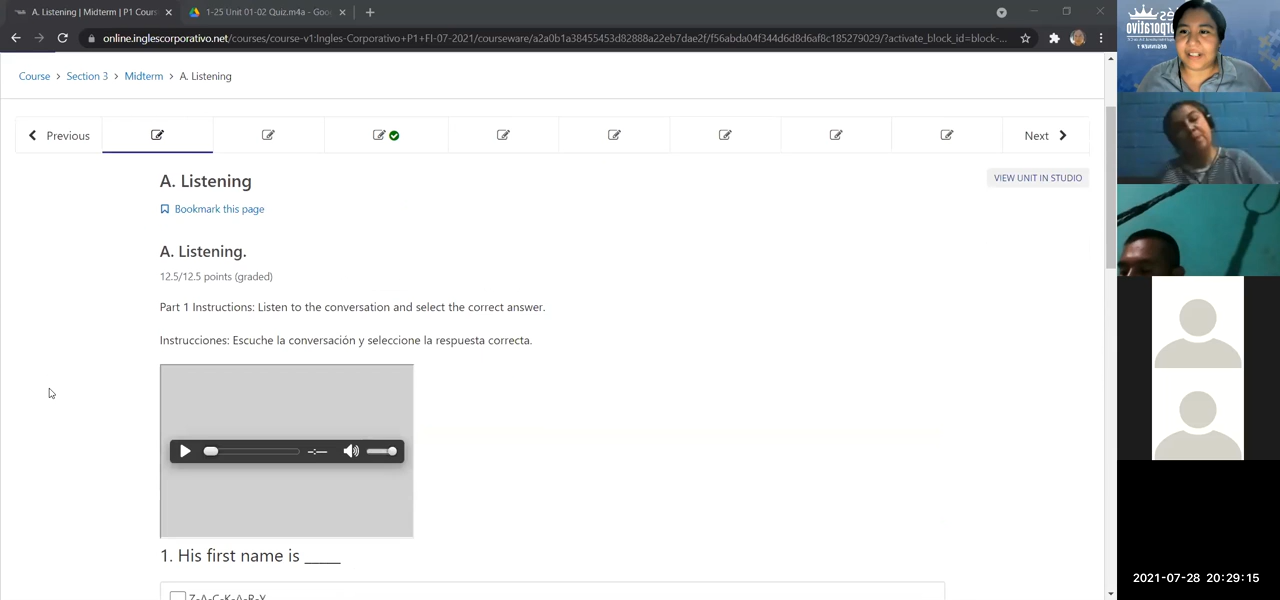 A. Listening | Midterm | P1 Cours
1-25 Unit 01-02 Quiz.m4a - Goo
online.inglescorporativo.net/courses/course-v1:Ingles-Corporativo+P1+FI-07-2021/courseware/a2a0b1a38455453d82888a22eb7dae2f/f56abda04f344d6d8d6af8c185279029/?activate_block_id=block-...
Course > Section 3 > Midterm > A. Listening
Previous
Next
A. Listening
VIEW UNIT IN STUDIO
Bookmark this page
A. Listening.
12.5/12.5 points (graded)
Part 1 Instructions: Listen to the conversation and select the correct answer.
Instrucciones: Escuche la conversación y seleccione la respuesta correcta.
--:--
1. His first name is _____
Z-A-C-K-A-R-Y
2021-07-28 20:29:15